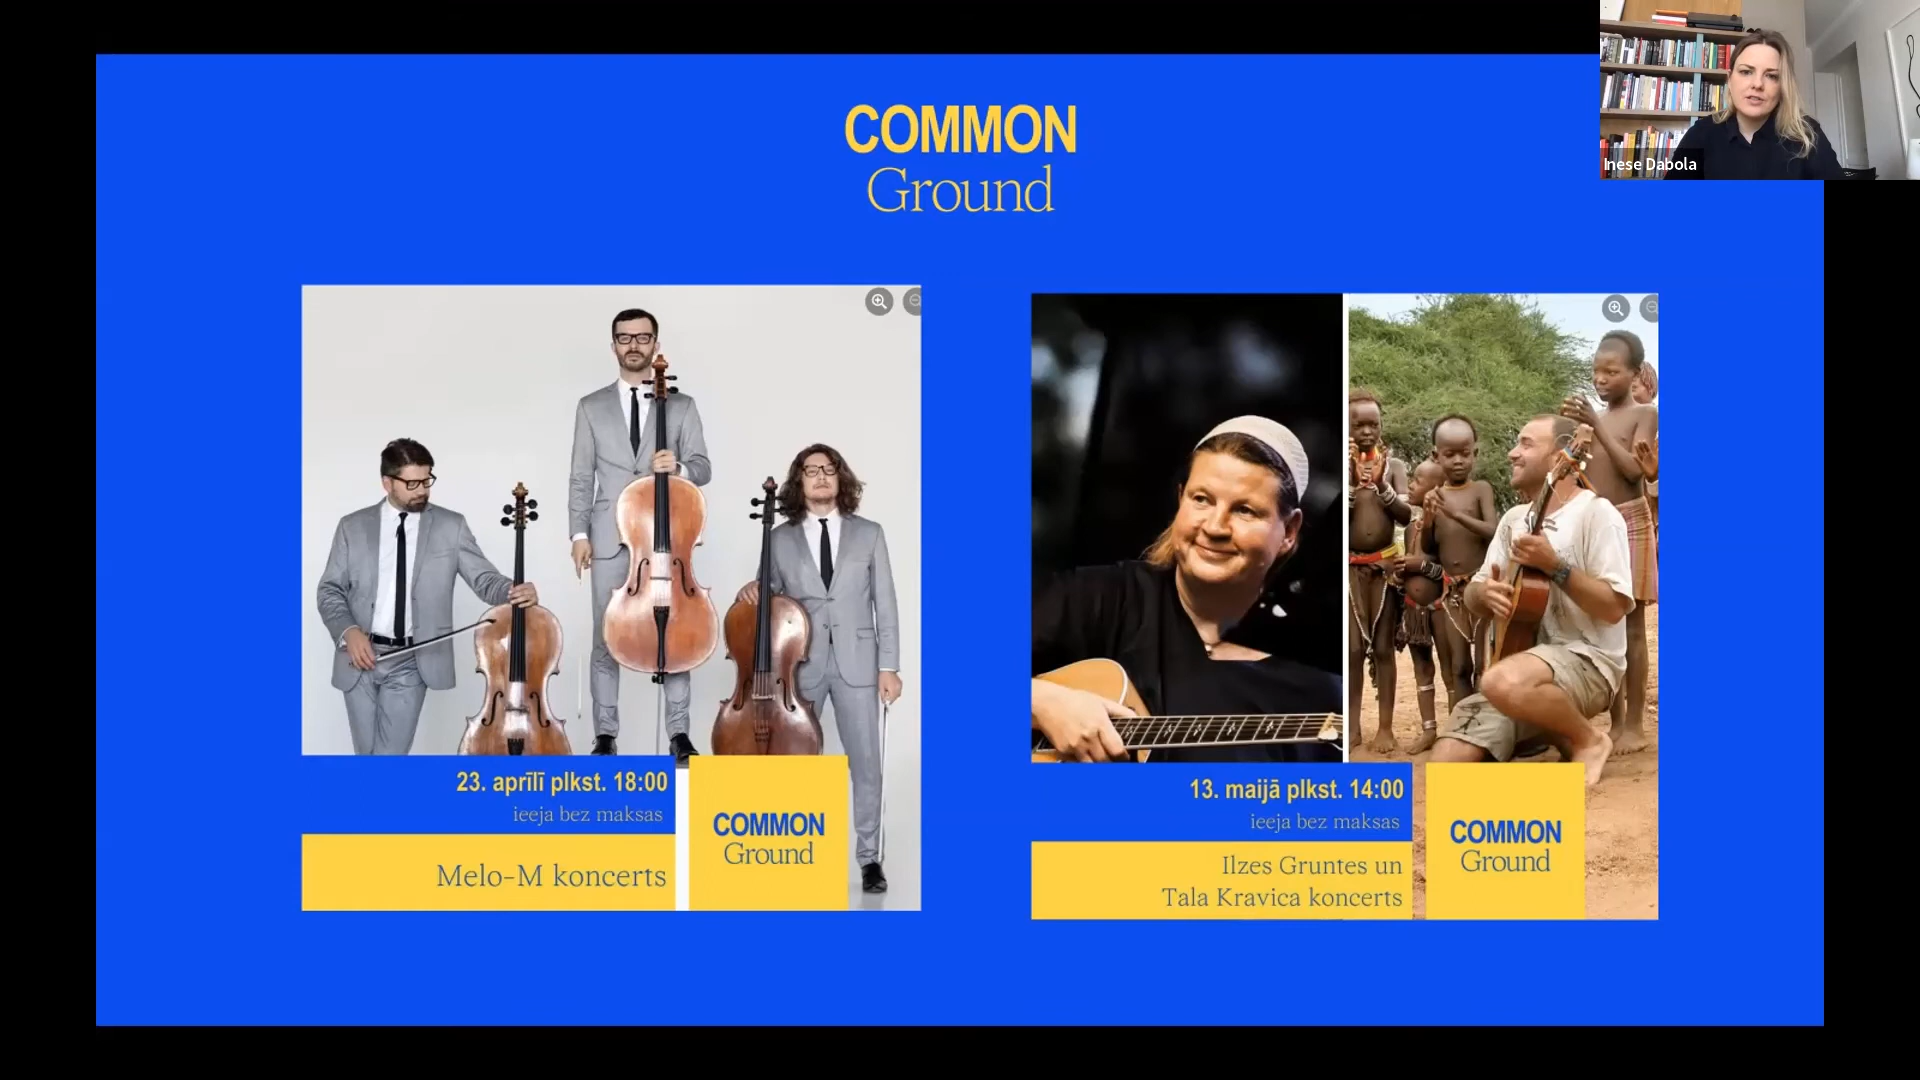 Inese Dabola
COMMON
Ground
23. aprīlī plkst. 18:00
ieeja bez maksas
Melo-M koncerts
COMMON
Ground
13. maijā plkst. 14:00
ieeja bez maksas
Ilzes Gruntes un
Tala Kravica koncerts
COMMON
Ground